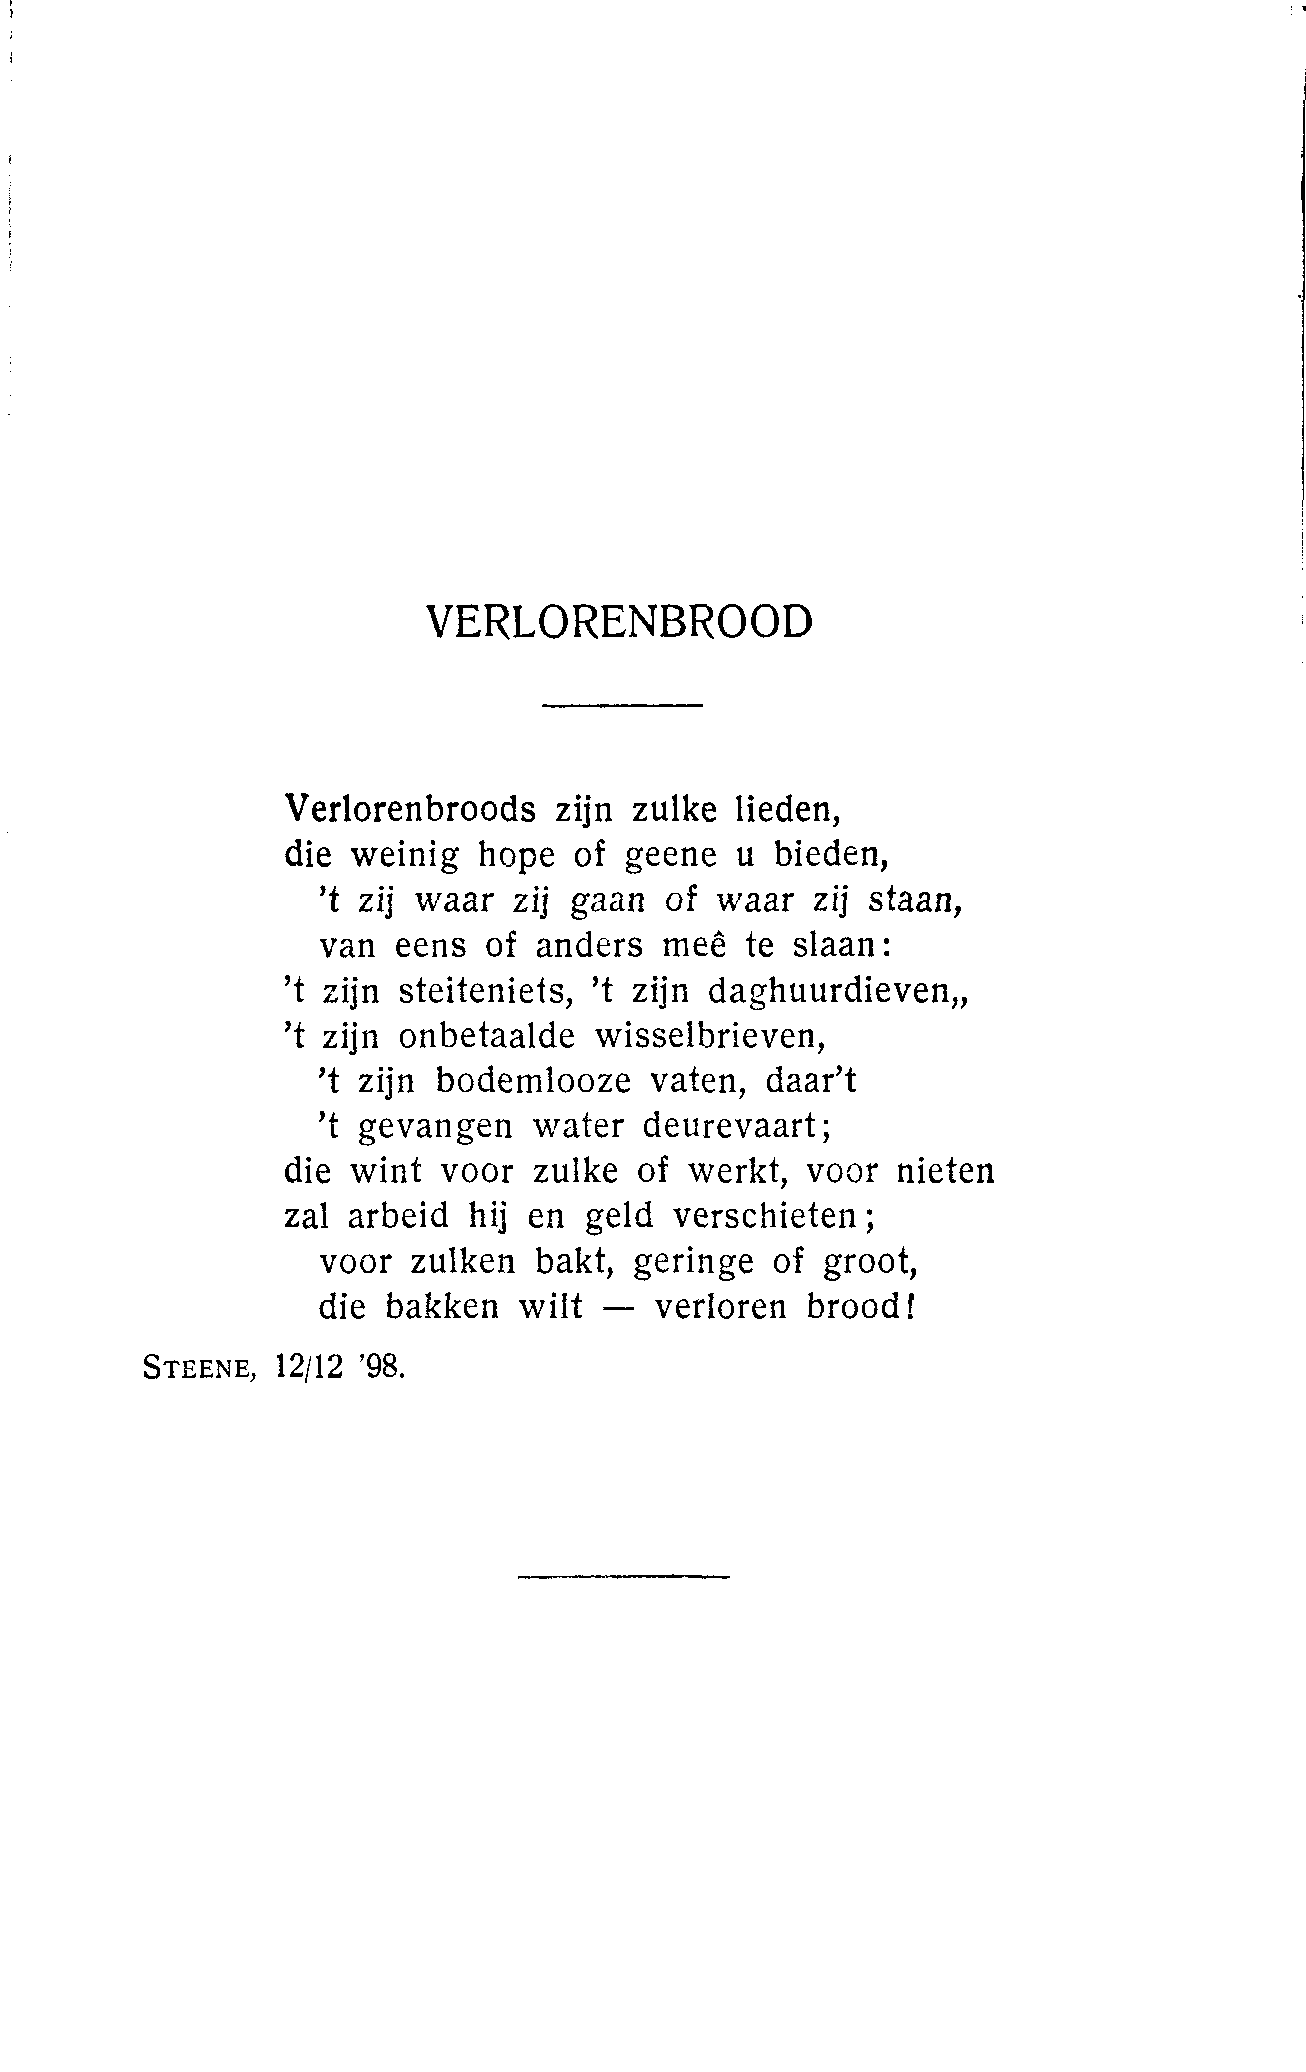 VERLORENBROOD
Verlorenbroods zijn zulke lieden,
die weinig hope of geene u bieden,
't zij waar zij gaan of waar zij staan,
van eens of anders meê te slaan:
't zijn steiteniets, 't zijn daghuurdieven,,
't zijn onbetaalde wisselbrieven,
't zijn bodemlooze vaten, daar't
't gevangen water deurevaart;
die wint voor zulke of werkt, voor nieten
zal arbeid hij en geld verschieten;
voor zulken bakt, geringe of groot,
die bakken wilt — verloren brood!
STEENE, 12/12 '98.